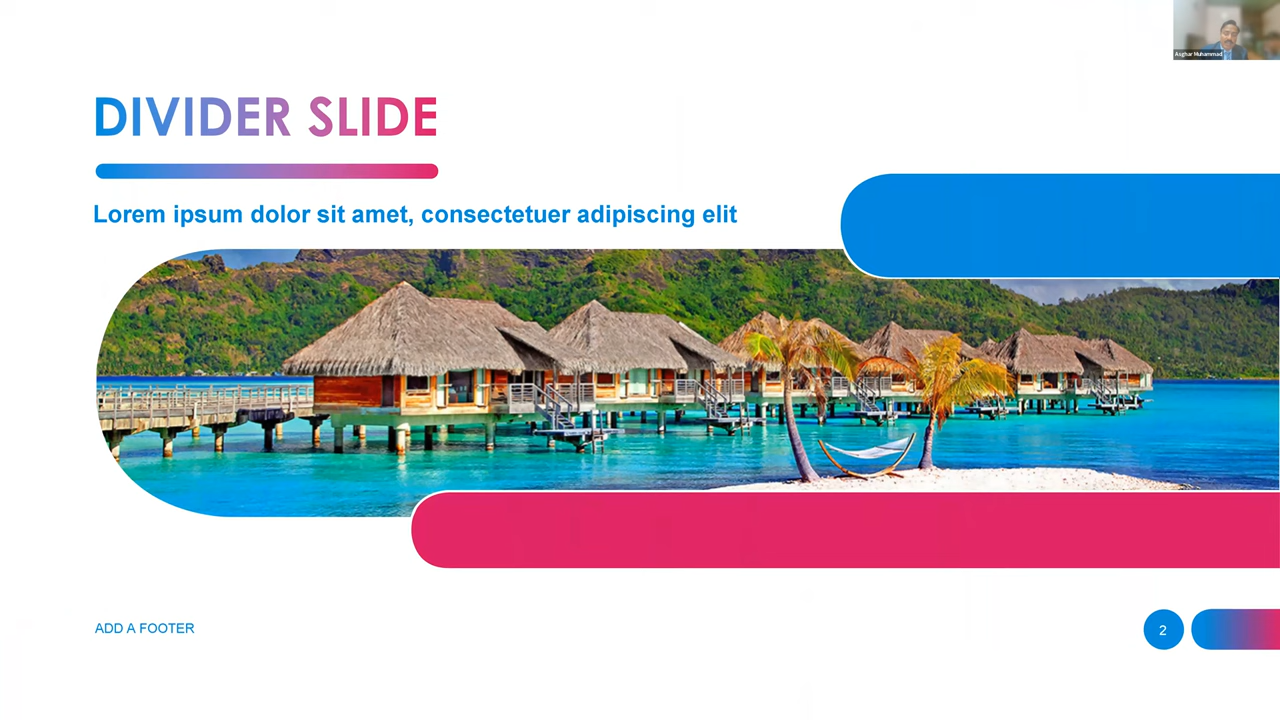 Asghar Muhammad
DIVIDER SLIDE
Lorem ipsum dolor sit amet, consectetuer adipiscing elit
ADD A FOOTER
2